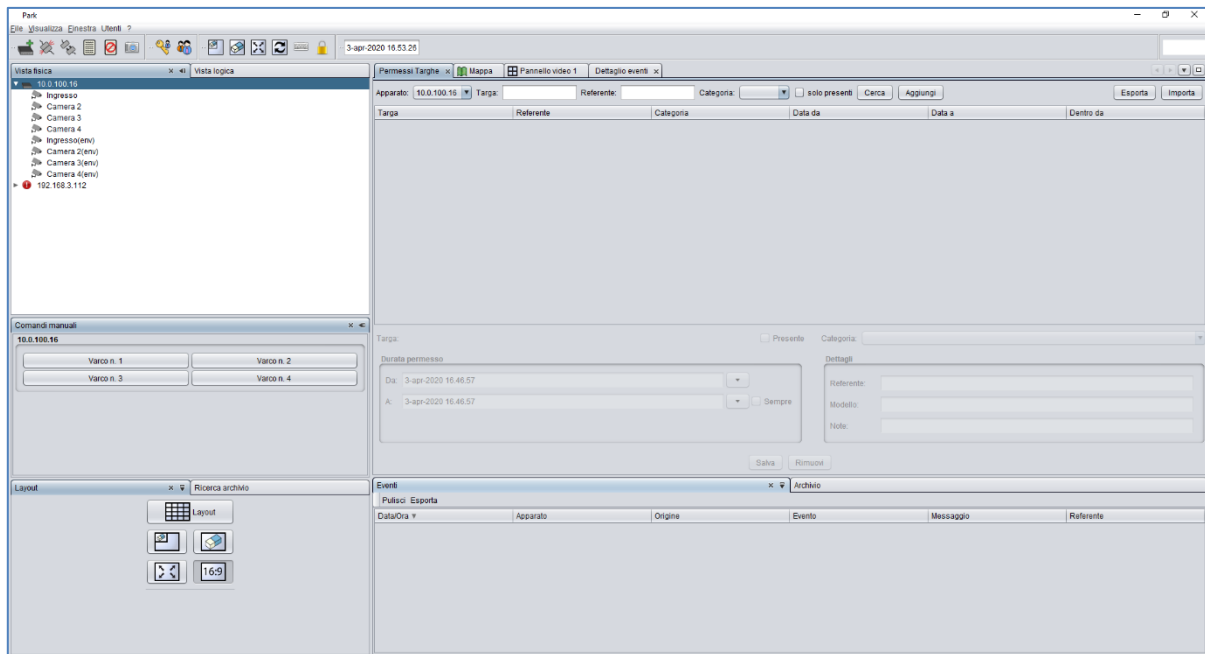 Park
File Visualizza Finestra Utenti ?
3-apr-2020 16.53.26
Vista fisica Vista logica
10.0.100.16
Ingresso
Camera 2
Camera 3
Camera 4
Ingresso(env)
Camera 2(env)
Camera 3(env)
Camera 4(env)
192.168.3.112
Comandi manuali
10.0.100.16
Varco n. 1 Varco n. 2
Varco n. 3 Varco n. 4
Layout Ricerca archivio
Layout
16:9
Permessi Targhe Mappa Pannello video 1 Dettaglio eventi
Apparato: 10.0.100.16 Targa: Referente: Categoria: solo presenti Cerca Aggiungi Esporta Importa
Targa Referente Categoria Data da Data a Dentro da
Targa: Presente Categoria:
Durata permesso
Da: 3-apr-2020 16.46.57
A: 3-apr-2020 16.46.57 Sempre
Dettagli
Referente:
Modello:
Note:
Salva Rimuovi
Eventi Archivio
Pulisci Esporta
Data/Ora Apparato Origine Evento Messaggio Referente